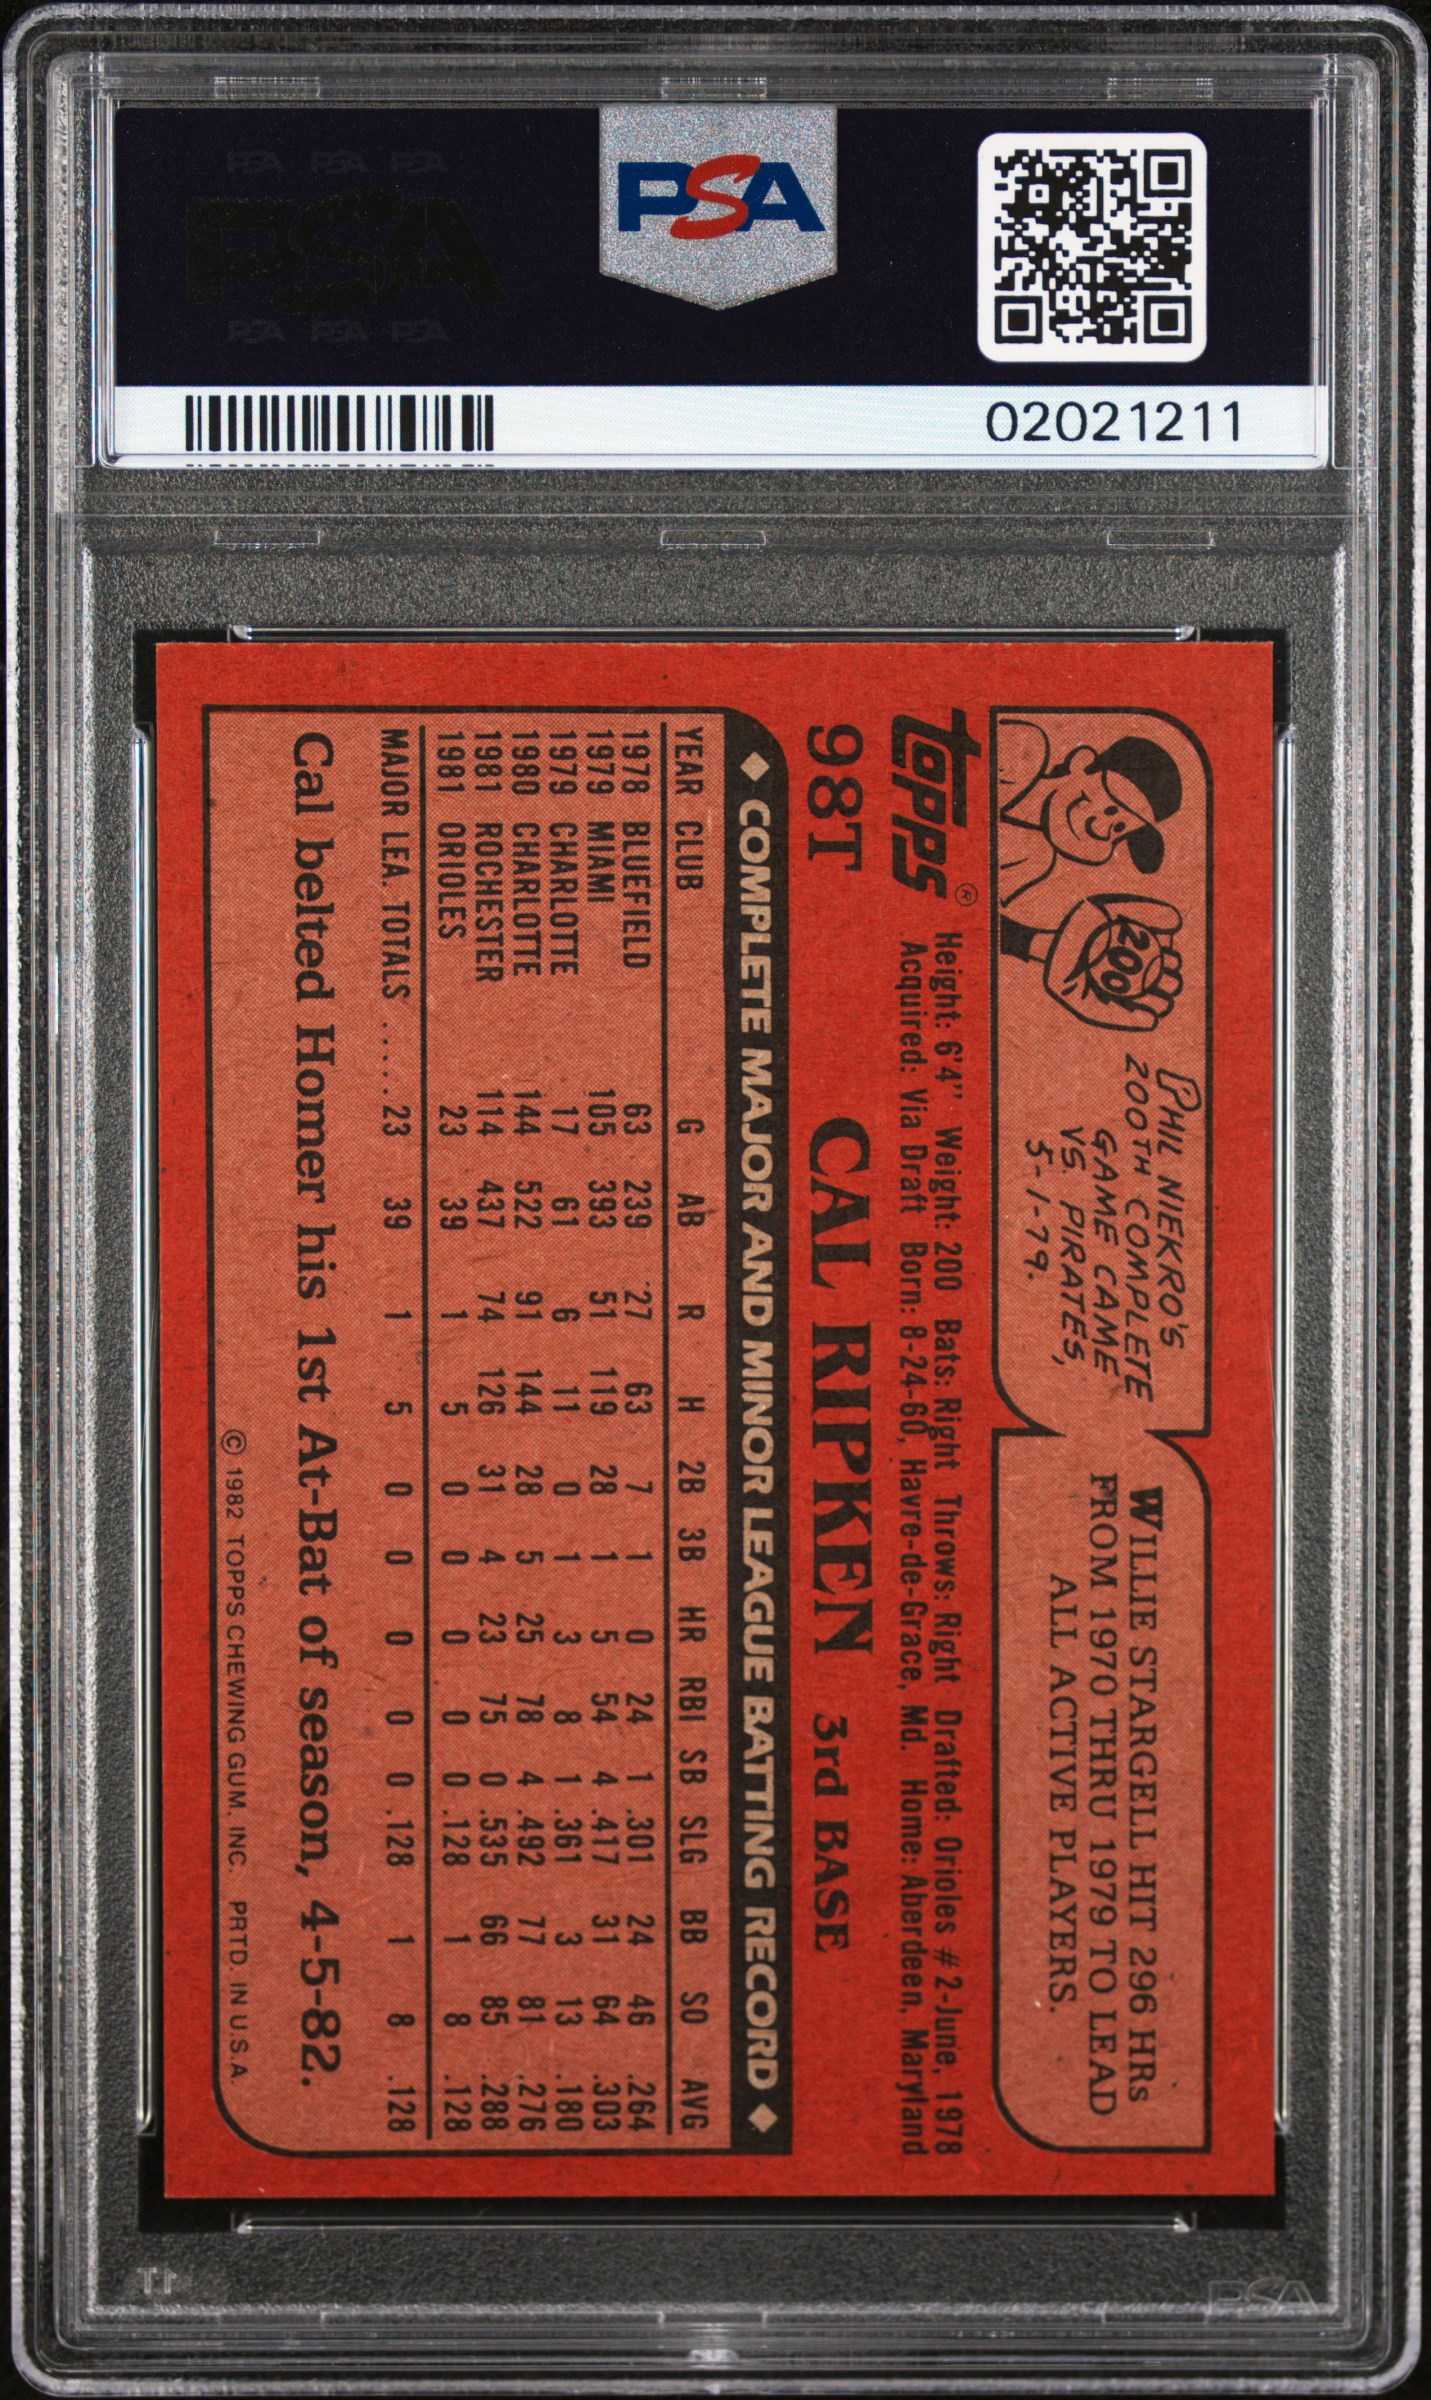 PSA PSA PSA
PSA
PSA PSA PSA
PSA
02021211
PHIL NIEKRO'S
200TH COMPLETE
GAME CAME
VS. PIRATES,
5-1-79.
200
WILLIE STARGELL HIT 296 HRs
FROM 1970 THRU 1979 TO LEAD
ALL ACTIVE PLAYERS.
topps®
Height: 6'4" Weight: 200 Bats: Right Throws: Right Drafted: Orioles #2-June, 1978
Acquired: Via Draft Born: 8-24-60, Havre-de-Grace, Md. Home: Aberdeen, Maryland
98T CAL RIPKEN 3rd BASE
◆ COMPLETE MAJOR AND MINOR LEAGUE BATTING RECORD ◆
YEAR CLUB G AB R H 2B 3B HR RBI SB SLG BB SO AVG
1978 BLUEFIELD 63 239 27 63 7 1 0 24 1 .301 24 46 .264
1979 MIAMI 105 393 51 119 28 1 5 54 4 .417 31 64 .303
1979 CHARLOTTE 17 61 6 11 0 1 3 8 1 .361 3 13 .180
1980 CHARLOTTE 144 522 91 144 28 5 25 78 4 .492 77 81 .276
1981 ROCHESTER 114 437 74 126 31 4 23 75 0 .535 66 85 .288
1981 ORIOLES 23 39 1 5 0 0 0 0 0 .128 1 8 .128
MAJOR LEA. TOTALS ...... 23 39 1 5 0 0 0 0 0 .128 1 8 .128
Cal belted Homer his 1st At-Bat of season, 4-5-82.
© 1982 TOPPS CHEWING GUM, INC. PRTD. IN U.S.A.
PSA